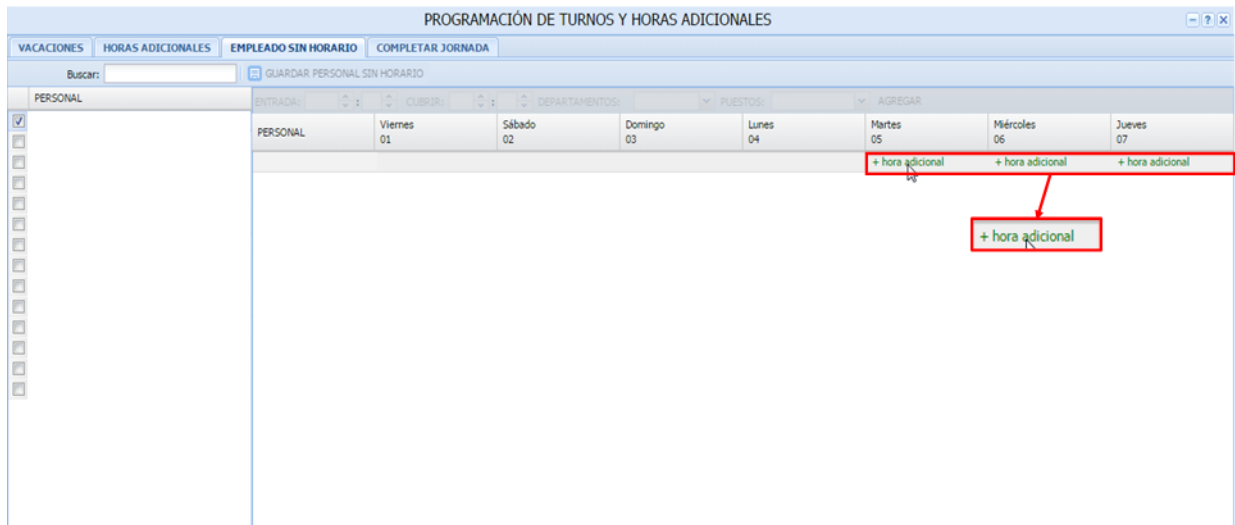 PROGRAMACIÓN DE TURNOS Y HORAS ADICIONALES
VACACIONES HORAS ADICIONALES EMPLEADO SIN HORARIO COMPLETAR JORNADA
Buscar: GUARDAR PERSONAL SIN HORARIO
PERSONAL
ENTRADA: : CUBRIR: : DEPARTAMENTOS: PUESTOS: AGREGAR
PERSONAL Viernes Sábado Domingo Lunes Martes Miércoles Jueves
01 02 03 04 05 06 07
+ hora adicional + hora adicional + hora adicional
+ hora adicional